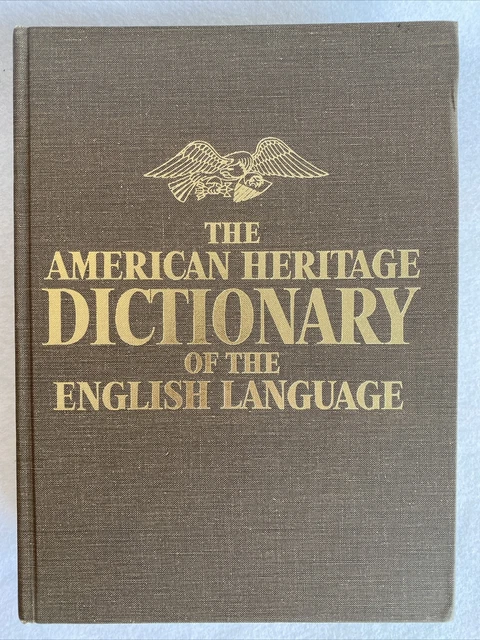 THE
AMERICAN HERITAGE
DICTIONARY
OF THE
ENGLISH LANGUAGE